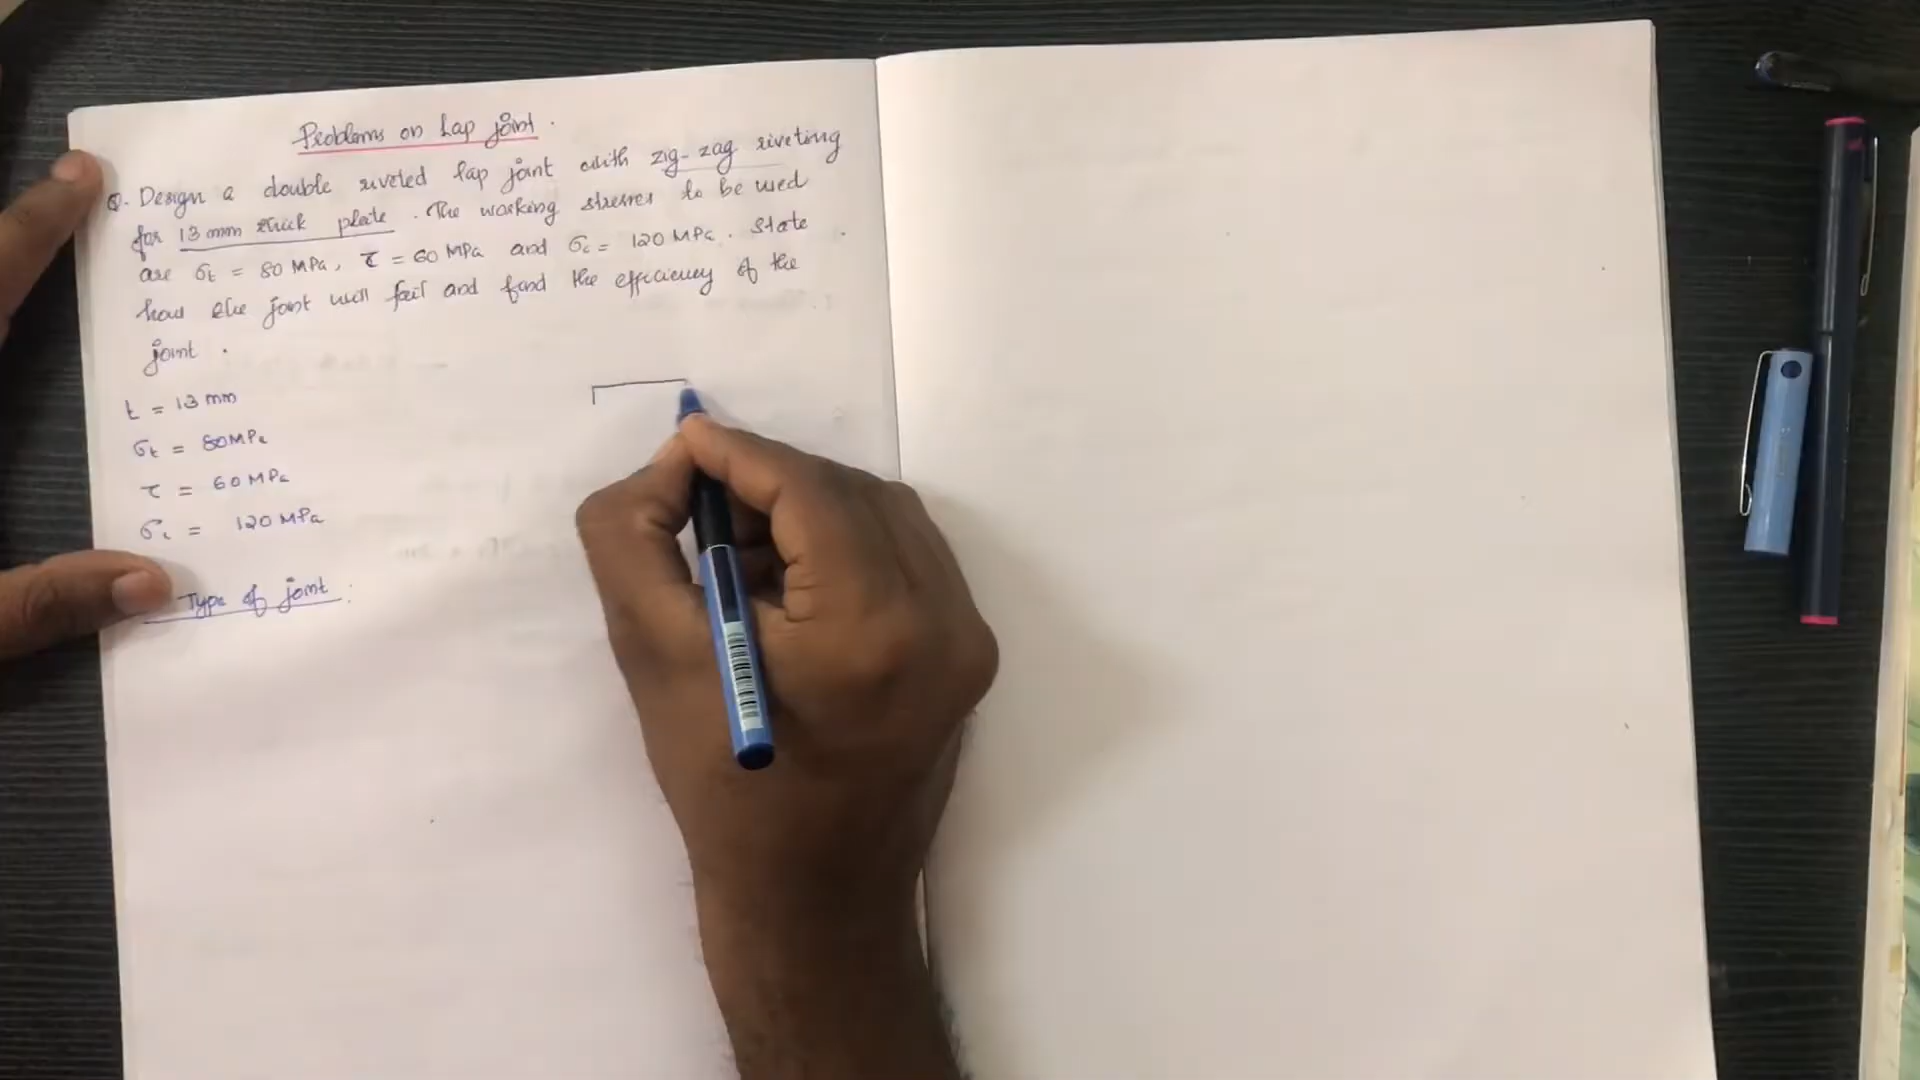 Problems on Lap joint.
Q. Design a double riveted lap joint with zig-zag riveting
for 13 mm thick plate. The working stresses to be used
are σt = 80 MPa, τ = 60 MPa and σc = 120 MPa. State
how the joint will fail and find the efficiency of the
joint.
t = 13 mm
σt = 80 MPa
τ = 60 MPa
σc = 120 MPa
Type of joint: